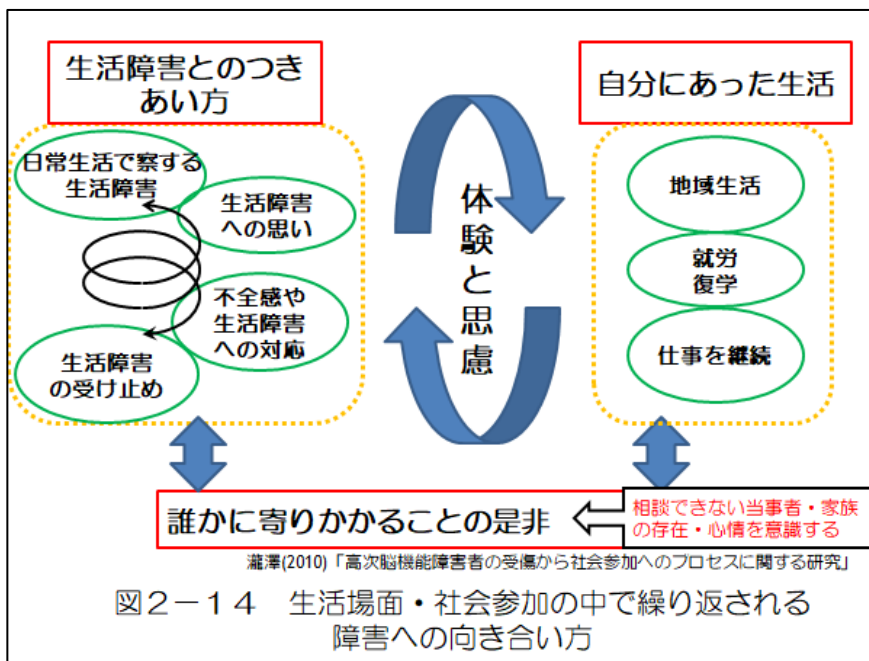 生活障害とのつき
あい方
日常生活で察する
生活障害
生活障害
への思い
不全感や
生活障害
への対応
生活障害
の受け止め
体験と思慮
自分にあった生活
地域生活
就労
復学
仕事を継続
誰かに寄りかかることの是非
相談できない当事者・家族
の存在・心情を意識する
瀧澤(2010)「高次脳機能障害者の受傷から社会参加へのプロセスに関する研究」
図2-14 生活場面・社会参加の中で繰り返される
障害への向き合い方